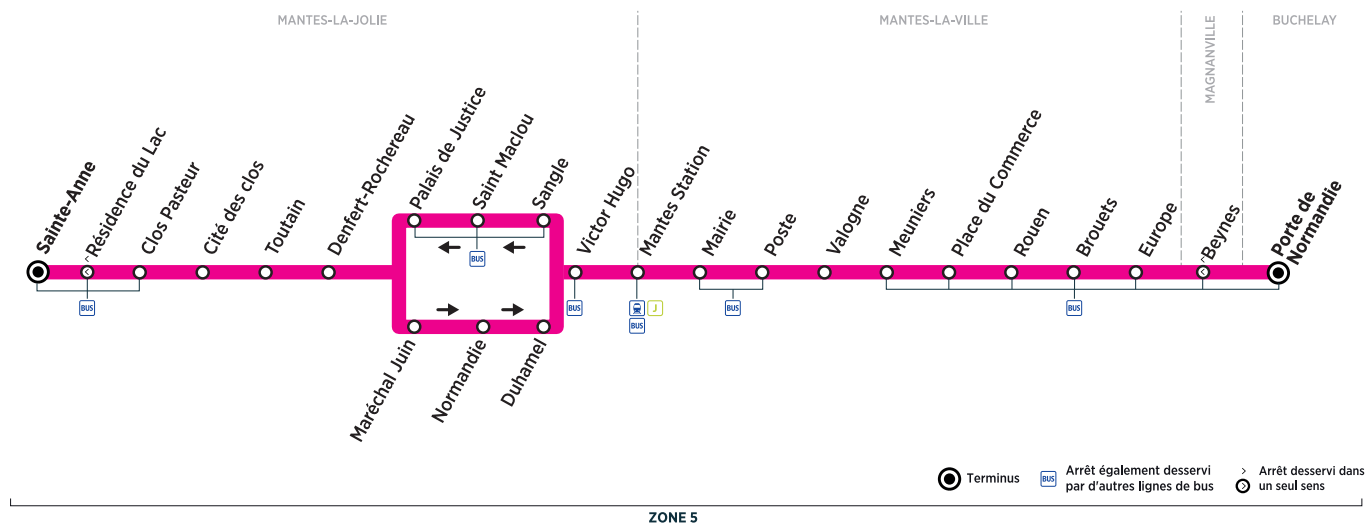 MANTES-LA-JOLIE
MANTES-LA-VILLE
MAGNANVILLE
BUCHELAY
Sainte-Anne
Résidence du Lac
Clos Pasteur
Cité des clos
Toutain
Denfert-Rochereau
Palais de Justice
Saint Maclou
Sangle
Victor Hugo
Mantes Station
Mairie
Poste
Valogne
Meuniers
Place du Commerce
Rouen
Brouets
Europe
Beynes
Porte de
Normandie
BUS
BUS
BUS
J
BUS
BUS
BUS
Maréchal Juin
Normandie
Duhamel
Terminus
BUS
Arrêt également desservi
par d'autres lignes de bus
Arrêt desservi dans
un seul sens
ZONE 5